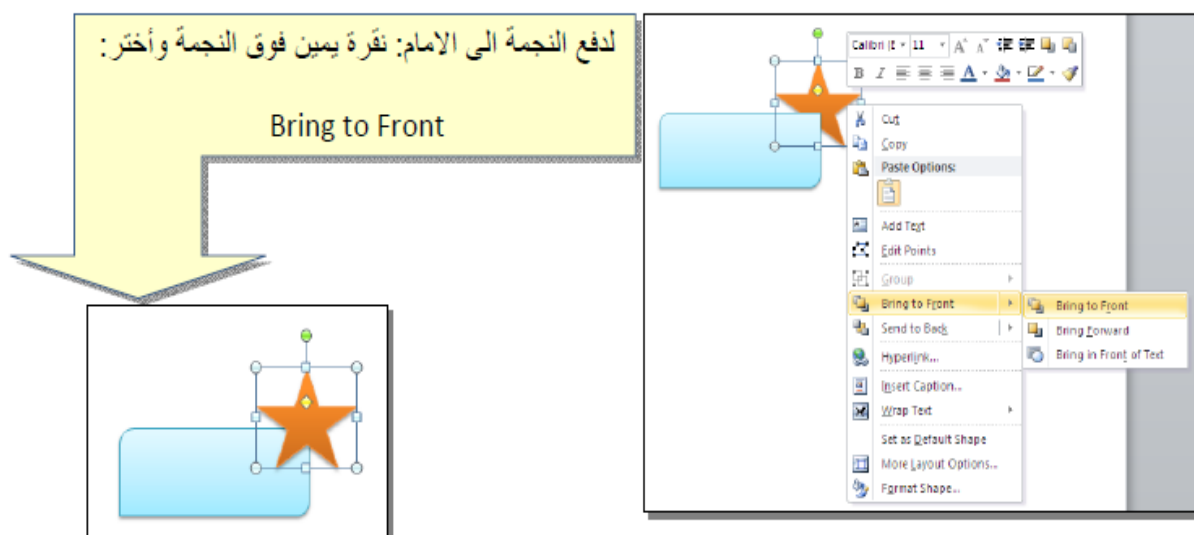 لدفع النجمة الى الامام: نقرة يمين فوق النجمة وأختر:
Bring to Front
Calibri (E 11 A A
B I A
Cut
Copy
Paste Options:
Add Text
Edit Points
Group
Bring to Front
Send to Back
Hyperlink...
Insert Caption...
Wrap Text
Set as Default Shape
More Layout Options...
Format Shape...
Bring to Front
Bring Forward
Bring in Front of Text